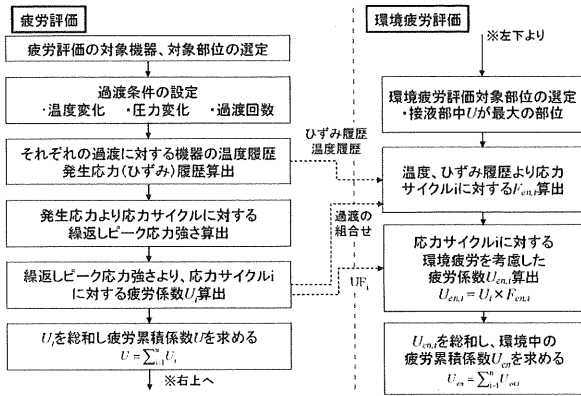 疲労評価
疲労評価の対象機器、対象部位の選定
過渡条件の設定
・温度変化 ・圧力変化 ・過渡回数
それぞれの過渡に対する機器の温度履歴
発生応力(ひずみ)履歴算出
発生応力より応力サイクルに対する
繰返しピーク応力強さ算出
繰返しピーク応力強さより、応力サイクルi
に対する疲労係数Ui算出
Uiを総和し疲労累積係数Uを求める
U=∑ⁿi=1 Ui
※右上へ
ひずみ履歴
温度履歴
過渡の
組合せ
UFi
環境疲労評価
※左下より
環境疲労評価対象部位の選定
・接液部中Uが最大の部位
温度、ひずみ履歴より応力
サイクルiに対するFen,i算出
応力サイクルiに対する
環境疲労を考慮した
疲労係数Uen,i算出
Uen,i = Ui × Fen,i
Uen,iを総和し、環境中の
疲労累積係数Uenを求める
Uen = ∑ⁿi=1 Uen,i